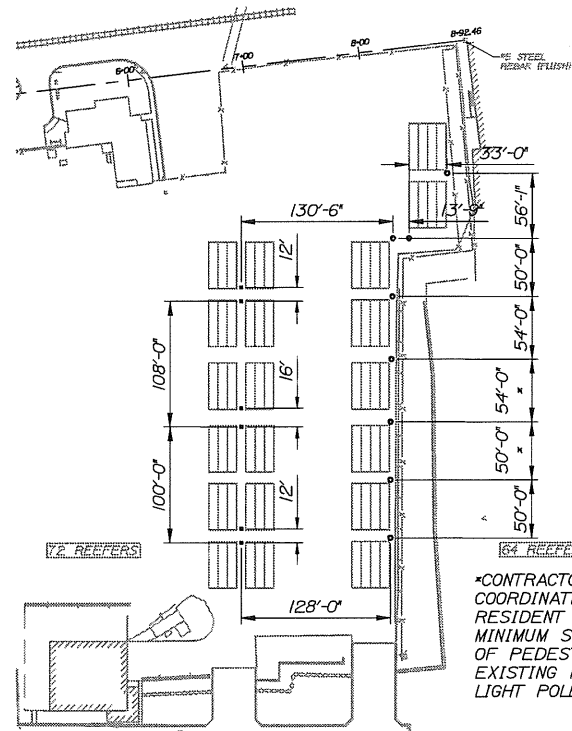 8+92.46
8+00
7+00
6+00
#5 STEEL
REBAR (FLUSH)
33'-0"
130'-6"
13'-9"
56'-1"
12'
50'-0"
54'-0"
108'-0"
16'
54'-0" *
50'-0" *
100'-0"
12'
50'-0"
72 REEFERS
128'-0"
64 REEFE
*CONTRACTO
COORDINAT
RESIDENT
MINIMUM S
OF PEDEST
EXISTING
LIGHT POLE